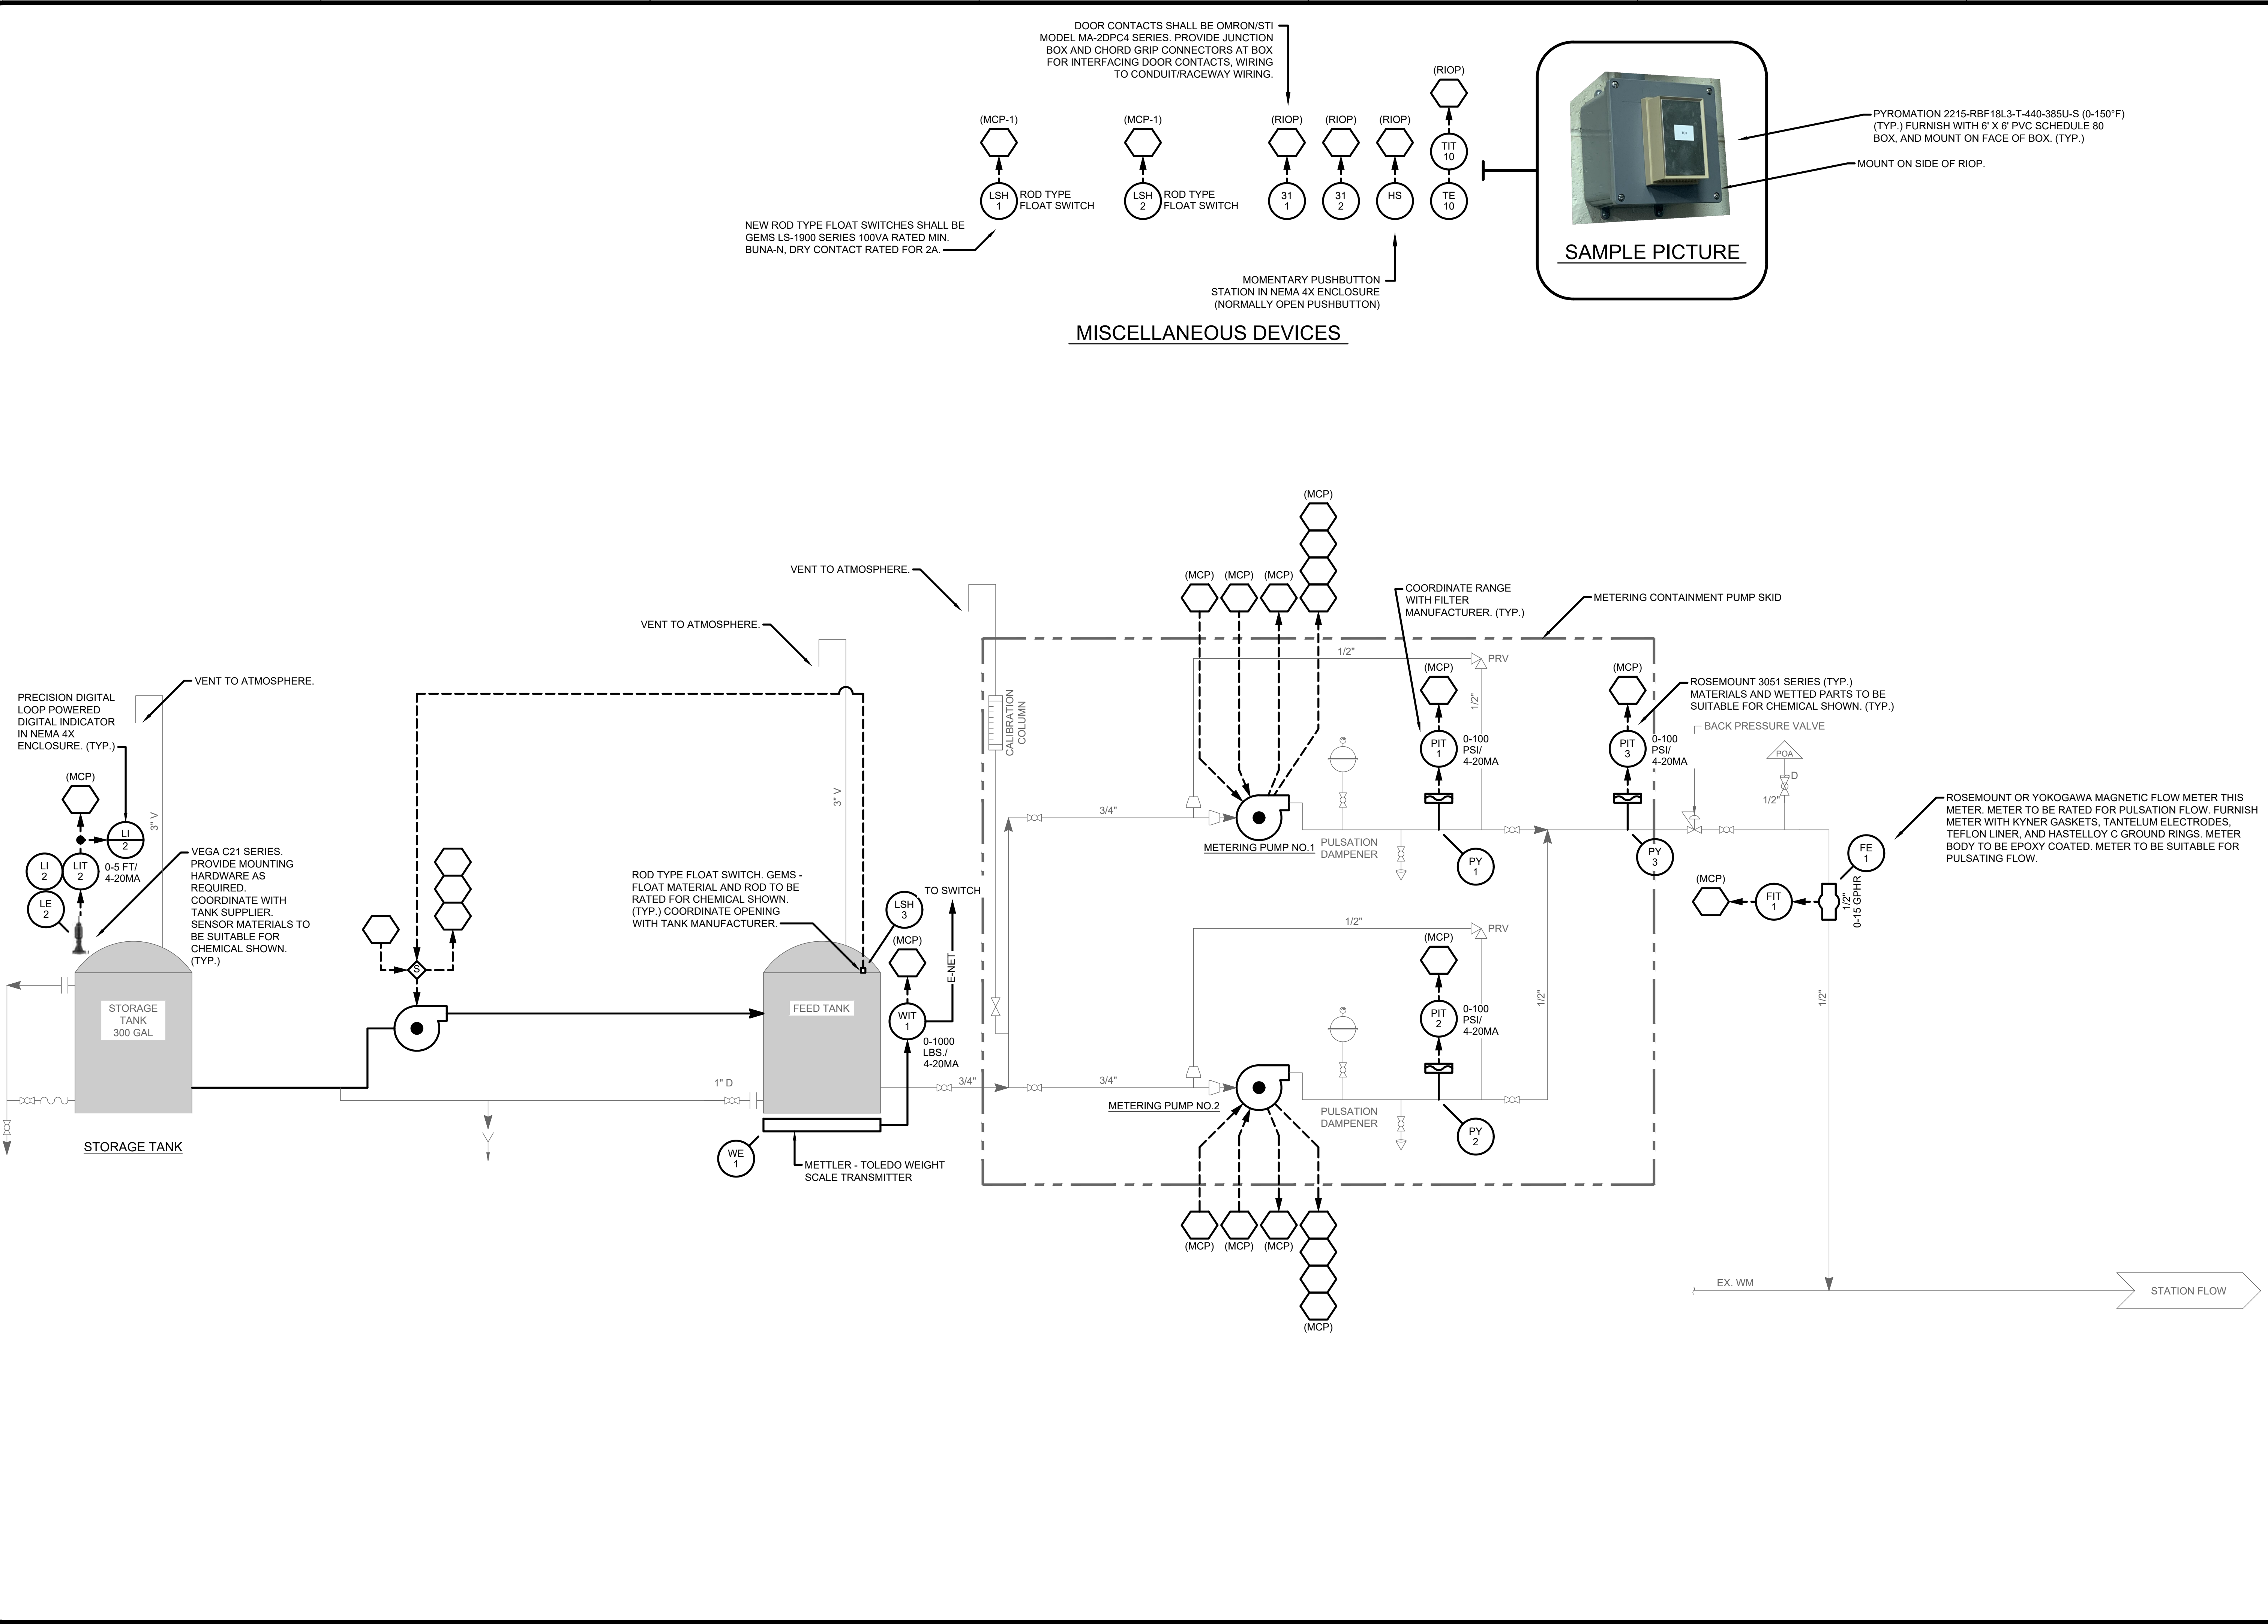 DOOR CONTACTS SHALL BE OMRON/STI
MODEL MA-2DPC4 SERIES. PROVIDE JUNCTION
BOX AND CHORD GRIP CONNECTORS AT BOX
FOR INTERFACING DOOR CONTACTS, WIRING
TO CONDUIT/RACEWAY WIRING.
(MCP-1)
LSH
1
ROD TYPE
FLOAT SWITCH
(MCP-1)
LSH
2
ROD TYPE
FLOAT SWITCH
(RIOP)
31
1
(RIOP)
31
2
(RIOP)
HS
(RIOP)
TIT
10
TE
10
NEW ROD TYPE FLOAT SWITCHES SHALL BE
GEMS LS-1900 SERIES 100VA RATED MIN.
BUNA-N, DRY CONTACT RATED FOR 2A.
MOMENTARY PUSHBUTTON
STATION IN NEMA 4X ENCLOSURE
(NORMALLY OPEN PUSHBUTTON)
SAMPLE PICTURE
PYROMATION 2215-RBF18L3-T-440-385U-S (0-150°F)
(TYP.) FURNISH WITH 6' X 6' PVC SCHEDULE 80
BOX, AND MOUNT ON FACE OF BOX. (TYP.)
MOUNT ON SIDE OF RIOP.
MISCELLANEOUS DEVICES
VENT TO ATMOSPHERE.
PRECISION DIGITAL
LOOP POWERED
DIGITAL INDICATOR
IN NEMA 4X
ENCLOSURE. (TYP.)
(MCP)
3" V
LI
2
LI
2
LIT
2
0-5 FT/
4-20MA
LE
2
VEGA C21 SERIES.
PROVIDE MOUNTING
HARDWARE AS
REQUIRED.
COORDINATE WITH
TANK SUPPLIER.
SENSOR MATERIALS TO
BE SUITABLE FOR
CHEMICAL SHOWN.
(TYP.)
STORAGE
TANK
300 GAL
STORAGE TANK
S
VENT TO ATMOSPHERE.
VENT TO ATMOSPHERE.
3" V
ROD TYPE FLOAT SWITCH. GEMS -
FLOAT MATERIAL AND ROD TO BE
RATED FOR CHEMICAL SHOWN.
(TYP.) COORDINATE OPENING
WITH TANK MANUFACTURER.
LSH
3
TO SWITCH
E-NET
(MCP)
FEED TANK
WIT
1
0-1000
LBS./
4-20MA
1" D
WE
1
METTLER - TOLEDO WEIGHT
SCALE TRANSMITTER
3/4"
CALIBRATION
COLUMN
(MCP)
(MCP)
(MCP)
(MCP)
COORDINATE RANGE
WITH FILTER
MANUFACTURER. (TYP.)
METERING CONTAINMENT PUMP SKID
1/2"
PRV
(MCP)
1/2"
PIT
1
0-100
PSI/
4-20MA
3/4"
METERING PUMP NO.1
PULSATION
DAMPENER
PY
1
(MCP)
PIT
3
0-100
PSI/
4-20MA
PY
3
ROSEMOUNT 3051 SERIES (TYP.)
MATERIALS AND WETTED PARTS TO BE
SUITABLE FOR CHEMICAL SHOWN. (TYP.)
BACK PRESSURE VALVE
POA
D
1/2"
ROSEMOUNT OR YOKOGAWA MAGNETIC FLOW METER THIS
METER. METER TO BE RATED FOR PULSATION FLOW. FURNISH
METER WITH KYNER GASKETS, TANTELUM ELECTRODES,
TEFLON LINER, AND HASTELLOY C GROUND RINGS. METER
BODY TO BE EPOXY COATED. METER TO BE SUITABLE FOR
PULSATING FLOW.
FE
1
(MCP)
FIT
1
1/2"
0-15 GPHR
1/2"
1/2"
PRV
(MCP)
PIT
2
0-100
PSI/
4-20MA
1/2"
3/4"
METERING PUMP NO.2
PULSATION
DAMPENER
PY
2
(MCP)
(MCP)
(MCP)
(MCP)
EX. WM
STATION FLOW